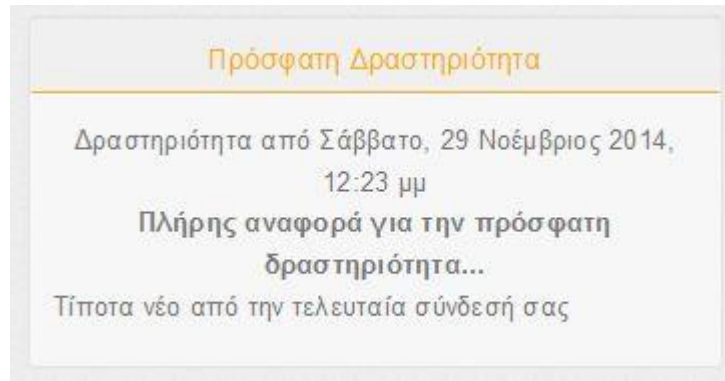 Πρόσφατη Δραστηριότητα
Δραστηριότητα από Σάββατο, 29 Νοέμβριος 2014,
12:23 μμ
Πλήρης αναφορά για την πρόσφατη
δραστηριότητα...
Τίποτα νέο από την τελευταία σύνδεσή σας